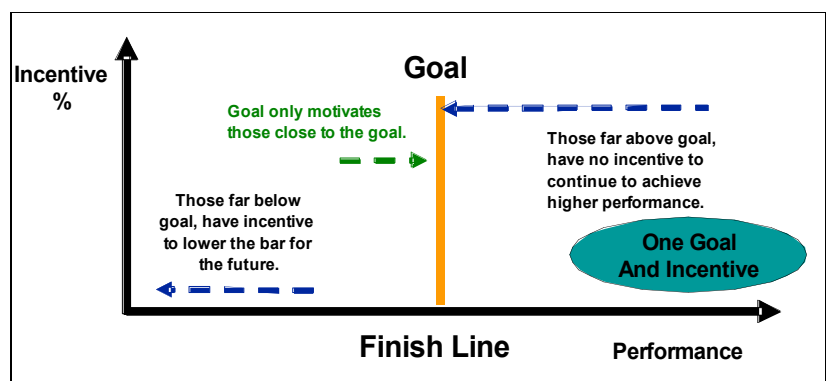 Incentive
%
Goal
Goal only motivates
those close to the goal.
Those far above goal,
have no incentive to
continue to achieve
higher performance.
Those far below
goal, have incentive
to lower the bar for
the future.
One Goal
And Incentive
Finish Line
Performance